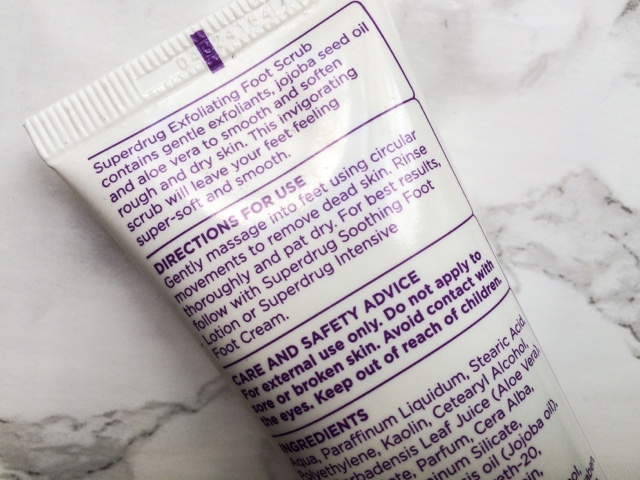 Superdrug Exfoliating Foot Scrub
contains gentle exfoliants, jojoba seed oil
and aloe vera to smooth and soften
rough and dry skin. This invigorating
scrub will leave your feet feeling
super-soft and smooth.
DIRECTIONS FOR USE
Gently massage into feet using circular
movements to remove dead skin. Rinse
thoroughly and pat dry. For best results,
follow with Superdrug Soothing Foot
Lotion or Superdrug Intensive
Foot Cream.
CARE AND SAFETY ADVICE
For external use only. Do not apply to
sore or broken skin. Avoid contact with
the eyes. Keep out of reach of children.
INGREDIENTS
Aqua, Paraffinum Liquidum, Stearic Acid,
Polyethylene, Kaolin, Cetearyl Alcohol,
Leaf Juice (Aloe Vera),
Parfum, Cera Alba,
Silicate,
oil (Jojoba oil),